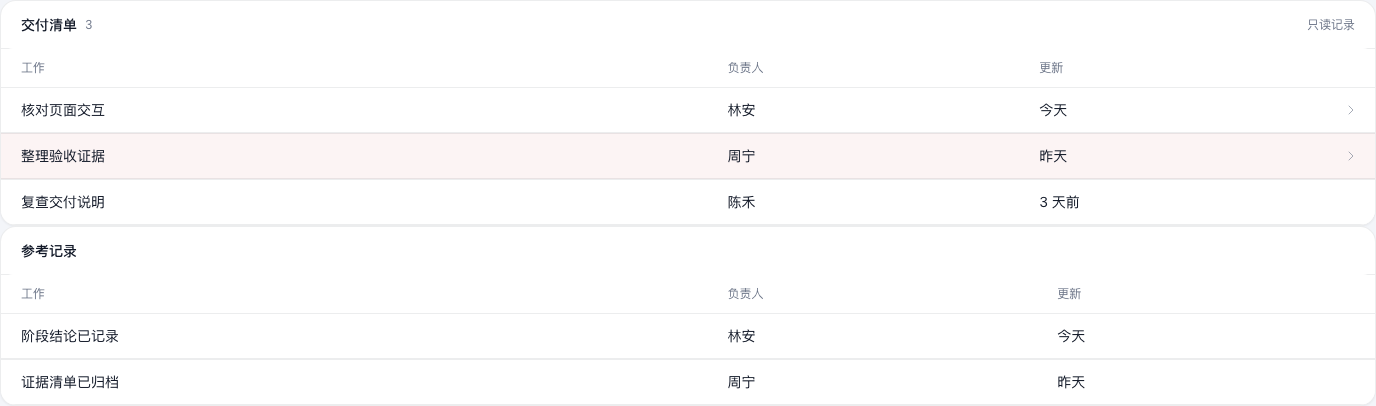 交付清单 3 只读记录
工作 负责人 更新
核对页面交互 林安 今天
整理验收证据 周宁 昨天
复查交付说明 陈禾 3 天前
参考记录
工作 负责人 更新
阶段结论已记录 林安 今天
证据清单已归档 周宁 昨天